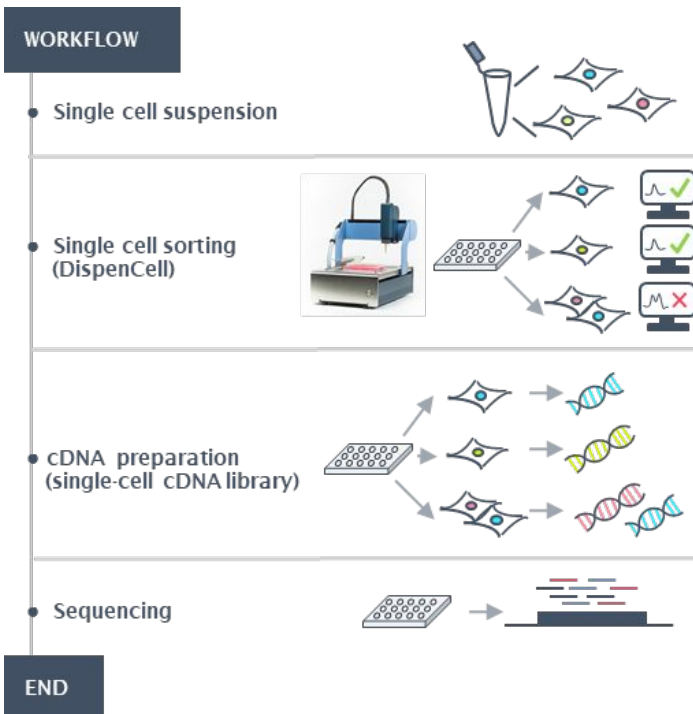 WORKFLOW
Single cell suspension
Single cell sorting
(DispenCell)
cDNA preparation
(single-cell cDNA library)
Sequencing
END